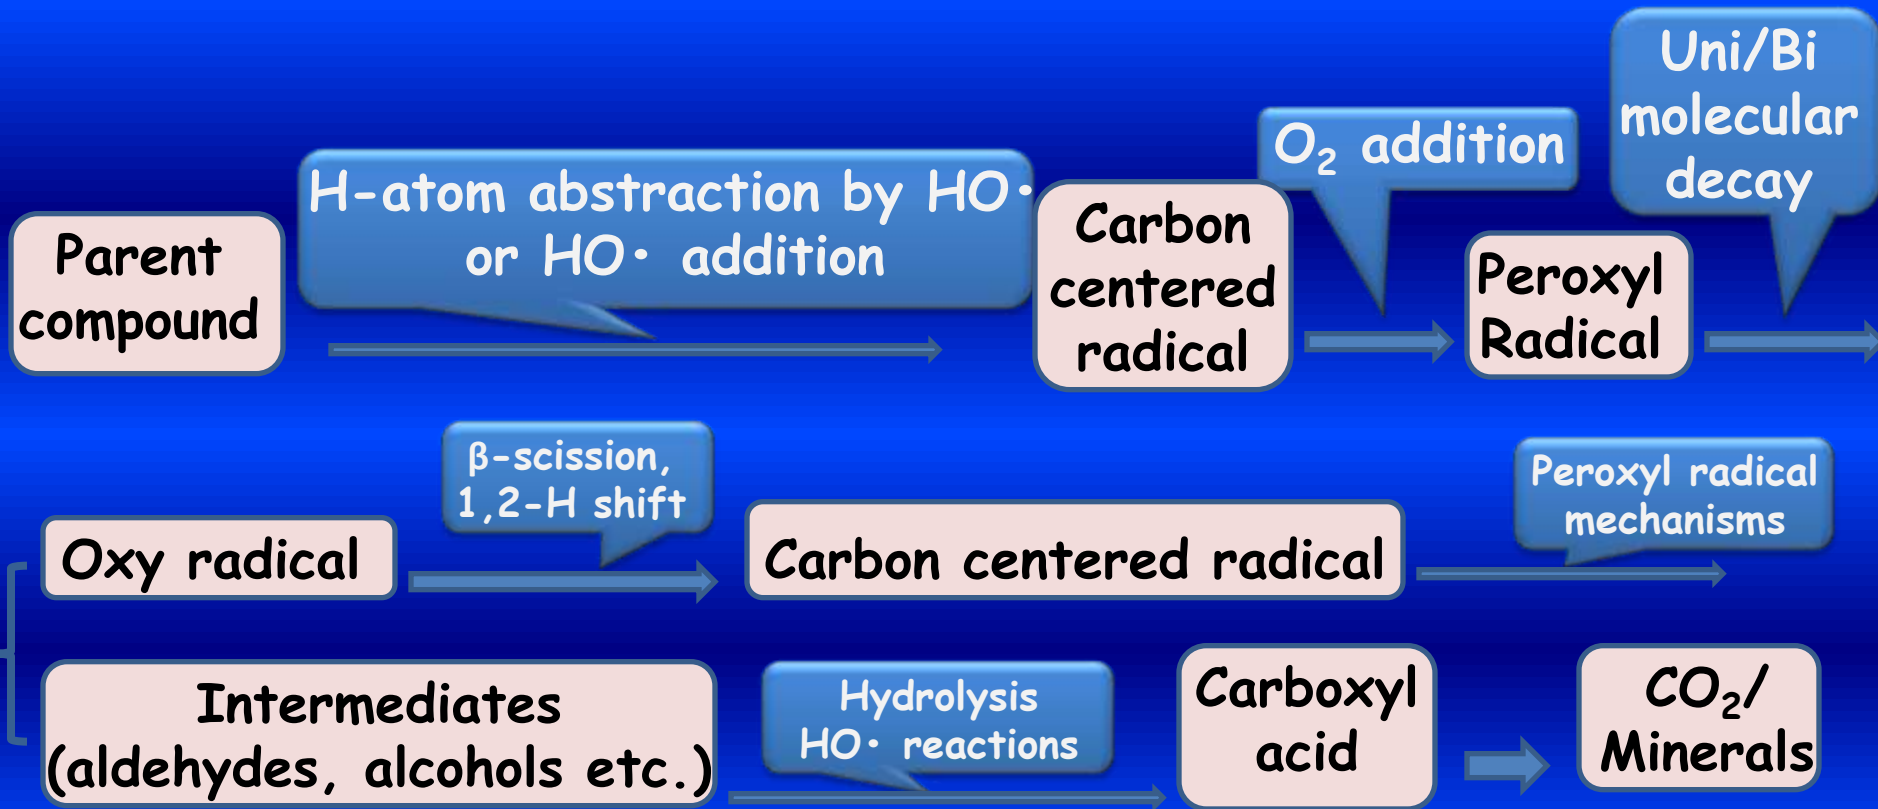 Parent
compound
H-atom abstraction by HO•
or HO• addition
Carbon
centered
radical
O₂ addition
Peroxyl
Radical
Uni/Bi
molecular
decay
Oxy radical
β-scission,
1,2-H shift
Carbon centered radical
Peroxyl radical
mechanisms
Intermediates
(aldehydes, alcohols etc.)
Hydrolysis
HO• reactions
Carboxyl
acid
CO₂/
Minerals